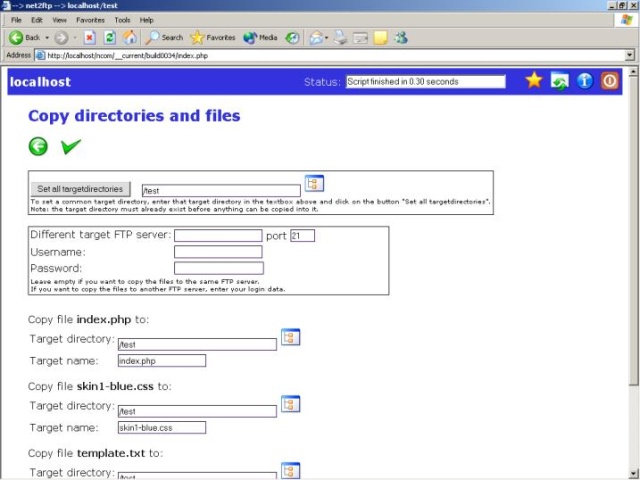 --> net2ftp --> localhost/test
File Edit View Favorites Tools Help
Back Search Favorites Media
Address http://localhost/ncom/__current/build0034/index.php
localhost Status: Script finished in 0.30 seconds
Copy directories and files
Set all targetdirectories /test
To set a common target directory, enter that target directory in the textbox above and click on the button "Set all targetdirectories".
Note: the target directory must already exist before anything can be copied into it.
Different target FTP server: port 21
Username:
Password:
Leave empty if you want to copy the files to the same FTP server.
If you want to copy the files to another FTP server, enter your login data.
Copy file index.php to:
Target directory: /test
Target name: index.php
Copy file skin1-blue.css to:
Target directory: /test
Target name: skin1-blue.css
Copy file template.txt to:
Target directory: /test